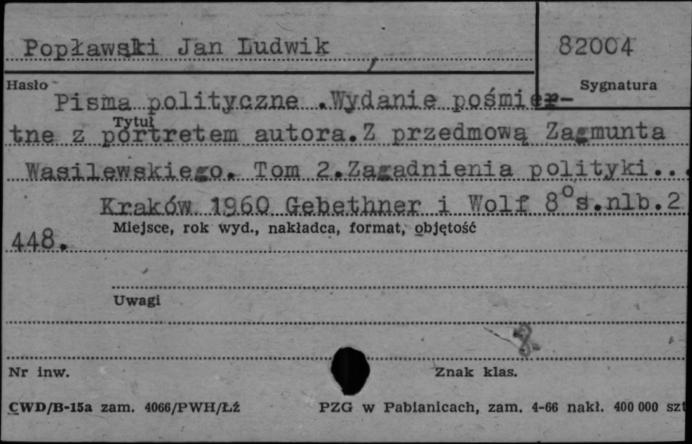 Popławski Jan Ludwik
82004
Hasło
Sygnatura
Pisma polityczne .Wydanie pośmier-
Tytuł
tne z portretem autora.Z przedmową Zagmunta
Wasilewskiego. Tom 2.Zagadnienia polityki...
Kraków 1960 Gebethner i Wolf 8° s.nlb.2
Miejsce, rok wyd., nakładca, format, objętość
448.
Uwagi
Nr inw.
Znak klas.
CWD/B-15a zam. 4066/PWH/Łź
PZG w Pabianicach, zam. 4-66 nakł. 400 000 szt